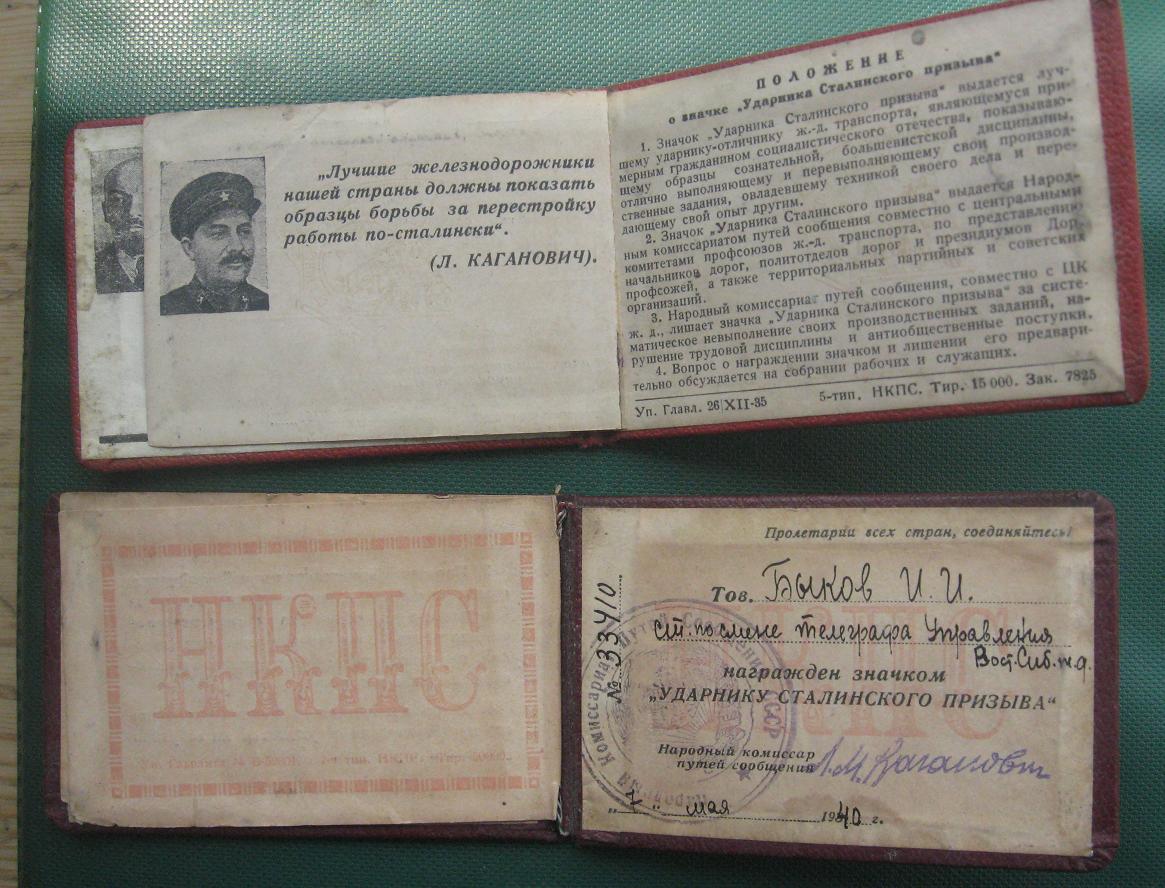 „Лучшие железнодорожники
нашей страны должны показать
образцы борьбы за перестройку
работы по-сталински“.
(Л. КАГАНОВИЧ).
ПОЛОЖЕНИЕ
о значке „Ударника Сталинского призыва“
1. Значок „Ударника Сталинского призыва“ выдается луч-
шему ударнику-отличнику ж.-д. транспорта, являющемуся при-
мерным гражданином социалистического отечества, показываю-
щему образцы сознательной, большевистской дисциплины,
отлично выполняющему и перевыполняющему свои производ-
ственные задания, овладевшему техникой своего дела и пере-
дающему свой опыт другим.
2. Значок „Ударника Сталинского призыва“ выдается Народ-
ным комиссариатом путей сообщения совместно с центральными
комитетами профсоюзов ж.-д. транспорта, по представлению
начальников дорог, политотделов дорог и президиумов Дор-
профсожей, а также территориальных партийных и советских
организаций.
3. Народный комиссариат путей сообщения, совместно с ЦК
ж. д., лишает значка „Ударника Сталинского призыва“ за систе-
матическое невыполнение своих производственных заданий, на-
рушение трудовой дисциплины и антиобщественные поступки.
4. Вопрос о награждении значком и лишении его предвари-
тельно обсуждается на собрании рабочих и служащих.
Уп. Главл. 26/XII-35 5-тип. НКПС. Тир. 15 000. Зак. 7825
НКПС
Пролетарии всех стран, соединяйтесь!
Тов. Быков И. И.
ст. по смене телеграфа Управления
Вост. Сиб. ж. д.
награжден значком
„УДАРНИКУ СТАЛИНСКОГО ПРИЗЫВА“
Народный комиссар
путей сообщения Л. М. Каганович
„7“ мая 1940 г.
№ 33410
Народный Комиссариат Путей Сообщения СССР